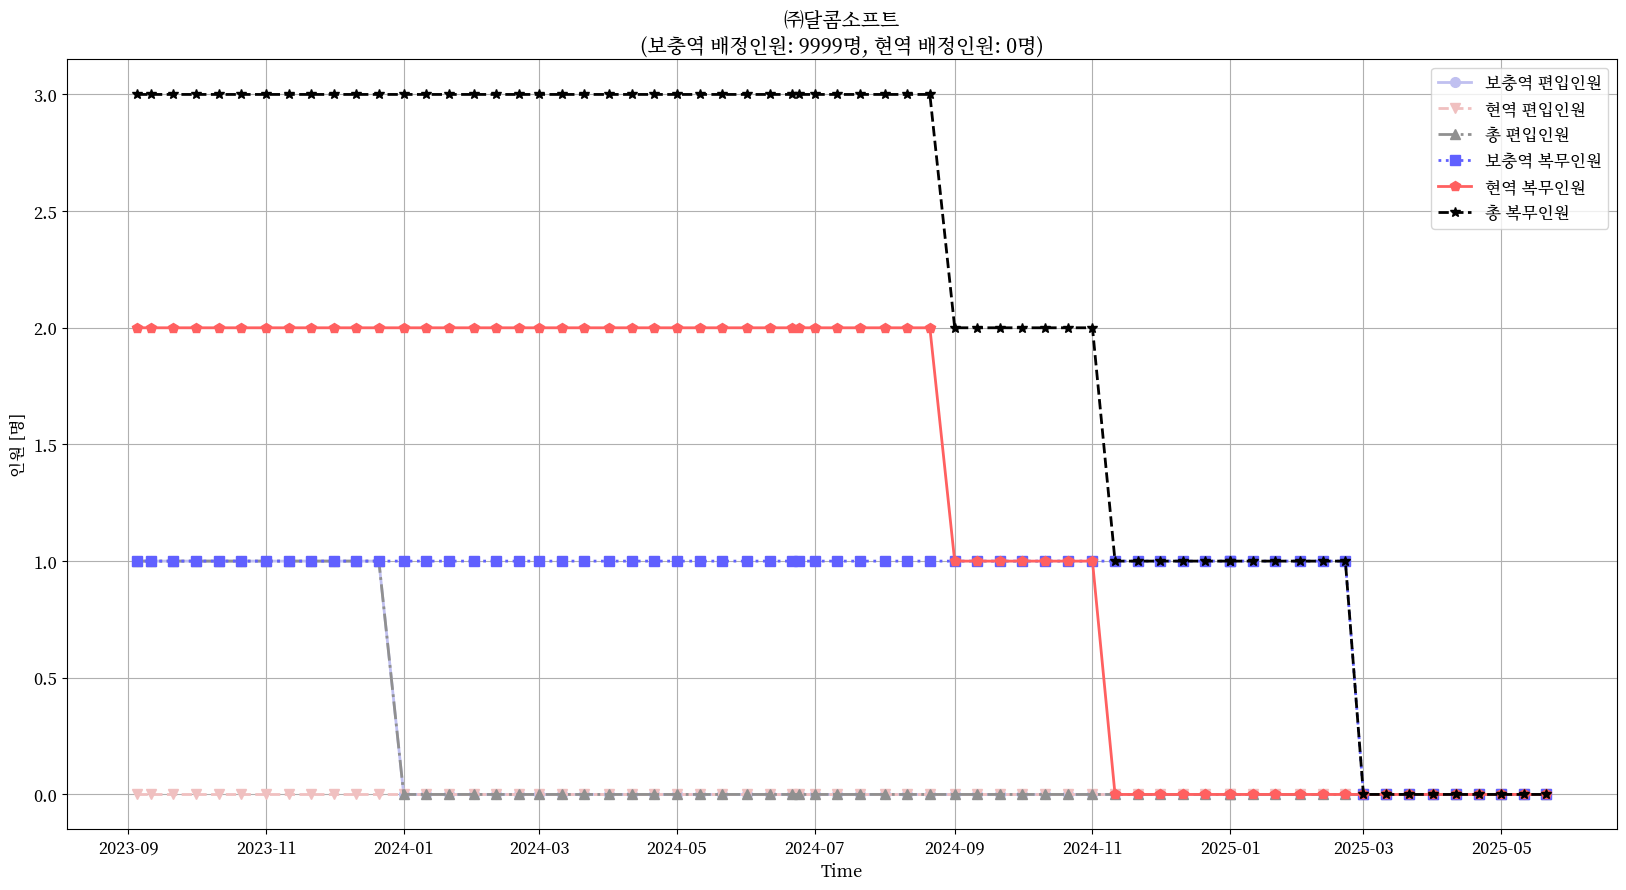 ㈜달콤소프트
(보충역 배정인원: 9999명, 현역 배정인원: 0명)
보충역 편입인원
현역 편입인원
총 편입인원
보충역 복무인원
현역 복무인원
총 복무인원
3.0
2.5
2.0
1.5
1.0
0.5
0.0
인원 [명]
2023-09
2023-11
2024-01
2024-03
2024-05
2024-07
2024-09
2024-11
2025-01
2025-03
2025-05
Time